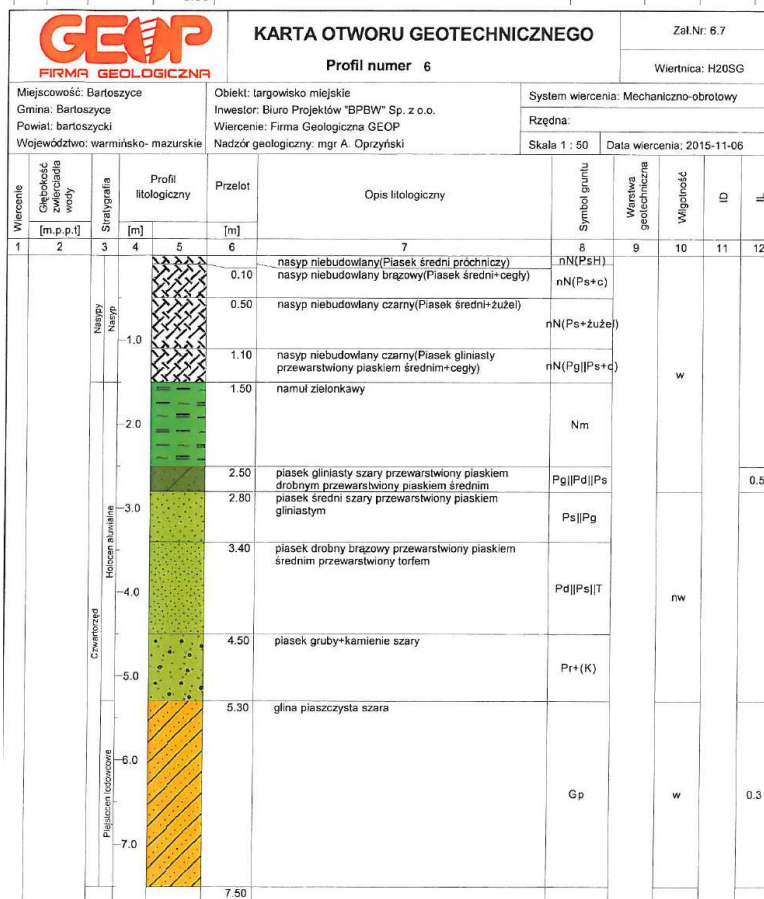 GEOP
FIRMA GEOLOGICZNA
KARTA OTWORU GEOTECHNICZNEGO
Profil numer 6
Zał.Nr: 6.7
Wiertnica: H20SG
Miejscowość: Bartoszyce
Gmina: Bartoszyce
Powiat: bartoszycki
Województwo: warmińsko- mazurskie
Obiekt: targowisko miejskie
Inwestor: Biuro Projektów "BPBW" Sp. z o.o.
Wiercenie: Firma Geologiczna GEOP
Nadzór geologiczny: mgr A. Oprzyński
System wiercenia: Mechaniczno-obrotowy
Rzędna:
Skala 1 : 50
Data wiercenia: 2015-11-06
Wiercenie
Głębokość
zwierciadła
wody
[m.p.p.t]
Stratygrafia
Profil
litologiczny
[m]
Przelot
[m]
Opis litologiczny
Symbol gruntu
Warstwa
geotechniczna
Wilgotność
ID
IL
1 2 3 4 5 6 7 8 9 10 11 12
nasyp niebudowlany(Piasek średni próchniczy) nN(PsH)
0.10 nasyp niebudowlany brązowy(Piasek średni+cegły) nN(Ps+c)
0.50 nasyp niebudowlany czarny(Piasek średni+żużel)
nN(Ps+żużel)
Nasypy
Nasyp
-1.0
1.10 nasyp niebudowlany czarny(Piasek gliniasty
przewarstwiony piaskiem średnim+cegły) nN(Pg||Ps+c)
w
1.50 namuł zielonkawy
-2.0
Nm
2.50 piasek gliniasty szary przewarstwiony piaskiem
drobnym przewarstwiony piaskiem średnim
Pg||Pd||Ps
0.5
2.80 piasek średni szary przewarstwiony piaskiem
gliniastym
-3.0
Ps||Pg
Holocen aluwialne
3.40 piasek drobny brązowy przewarstwiony piaskiem
średnim przewarstwiony torfem
-4.0
Pd||Ps||T
nw
Czwartorzęd
4.50 piasek gruby+kamienie szary
-5.0
Pr+(K)
5.30 glina piaszczysta szara
-6.0
Plejstocen lodowcowe
Gp
w
0.3
-7.0
7.50